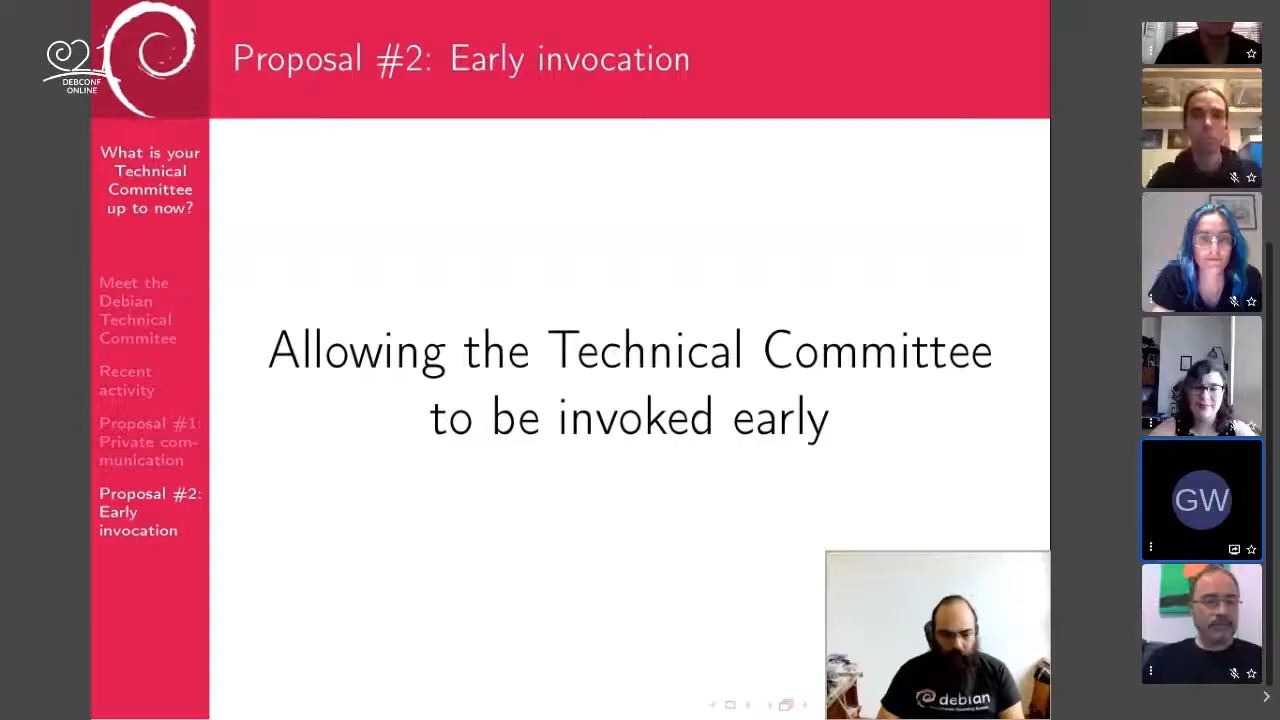 21
DEBCONF
ONLINE
Proposal #2: Early invocation
What is your
Technical
Committee
up to now?
Meet the
Debian
Technical
Commitee
Recent
activity
Proposal #1:
Private com-
munication
Proposal #2:
Early
invocation
Allowing the Technical Committee
to be invoked early
debian
GW